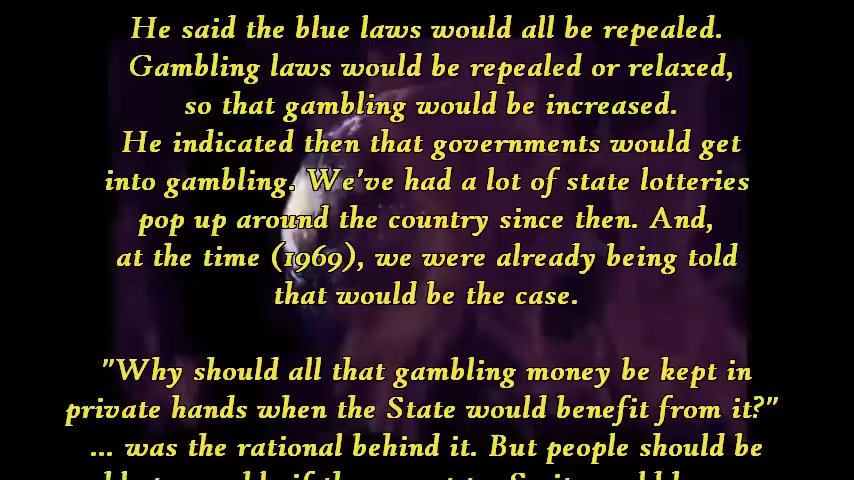 He said the blue laws would all be repealed.
Gambling laws would be repealed or relaxed,
so that gambling would be increased.
He indicated then that governments would get
into gambling. We've had a lot of state lotteries
pop up around the country since then. And,
at the time (1969), we were already being told
that would be the case.
"Why should all that gambling money be kept in
private hands when the State would benefit from it?"
... was the rational behind it. But people should be